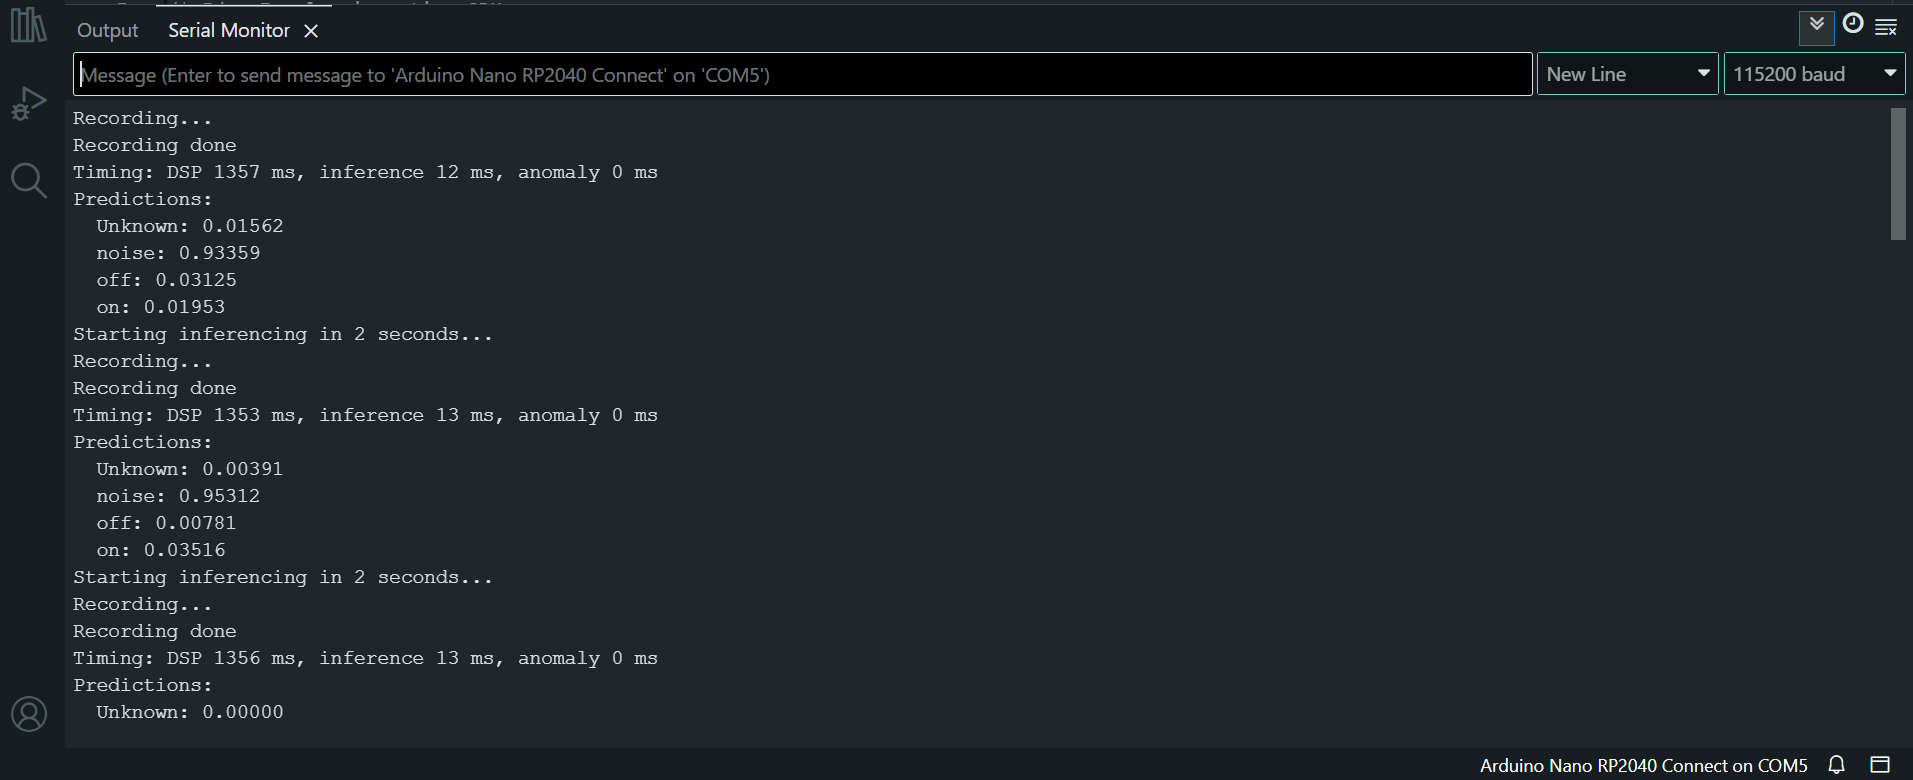 Output Serial Monitor
Message (Enter to send message to 'Arduino Nano RP2040 Connect' on 'COM5') New Line 115200 baud
Recording...
Recording done
Timing: DSP 1357 ms, inference 12 ms, anomaly 0 ms
Predictions:
Unknown: 0.01562
noise: 0.93359
off: 0.03125
on: 0.01953
Starting inferencing in 2 seconds...
Recording...
Recording done
Timing: DSP 1353 ms, inference 13 ms, anomaly 0 ms
Predictions:
Unknown: 0.00391
noise: 0.95312
off: 0.00781
on: 0.03516
Starting inferencing in 2 seconds...
Recording...
Recording done
Timing: DSP 1356 ms, inference 13 ms, anomaly 0 ms
Predictions:
Unknown: 0.00000
Arduino Nano RP2040 Connect on COM5